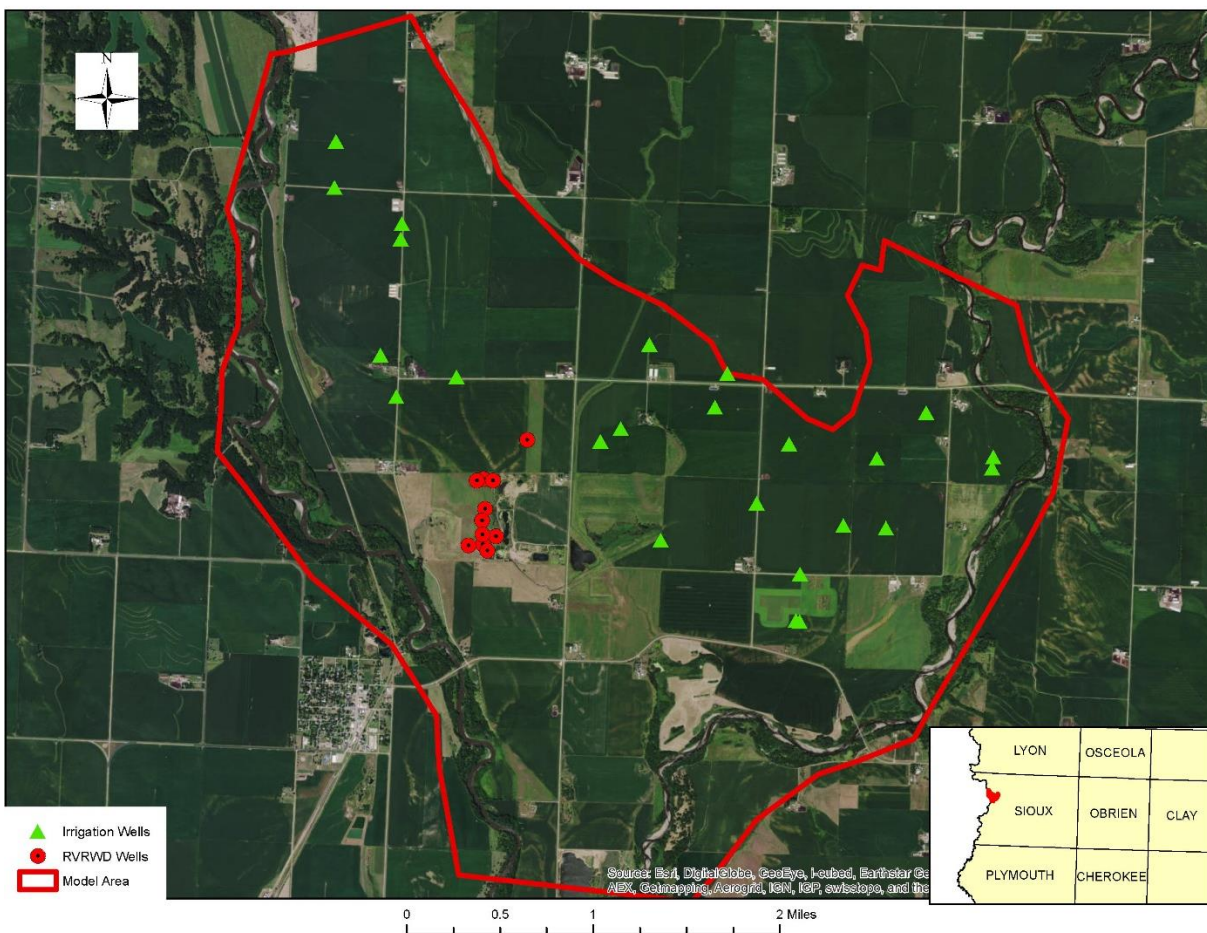 N
LYON
OSCEOLA
SIOUX
OBRIEN
CLAY
PLYMOUTH
CHEROKEE
Irrigation Wells
RVRWD Wells
Model Area
Source: Esri, DigitalGlobe, GeoEye, i-cubed, Earthstar Ge
AEX, Getmapping, Aerogrid, IGN, IGP, swisstopo, and the
0 0.5 1 2 Miles